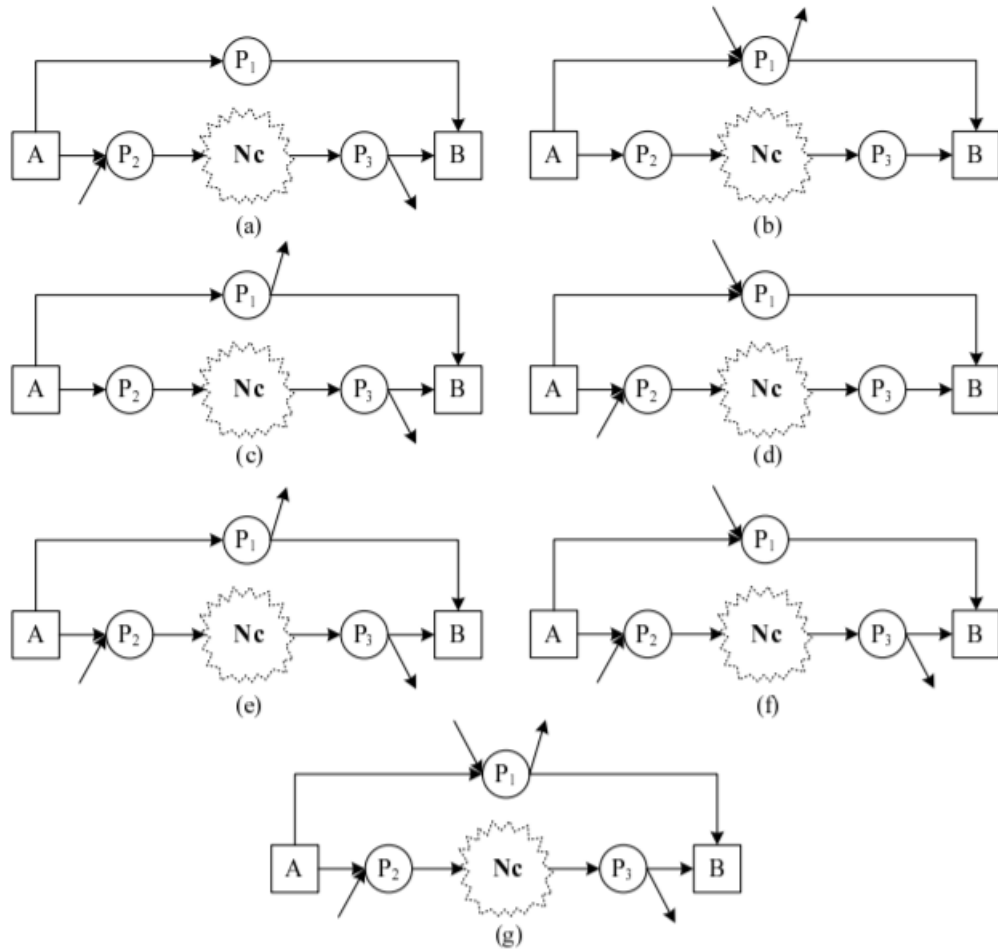 P₁ P₁
A P₂ Nc P₃ B A P₂ Nc P₃ B
(a) (b)
P₁ P₁
A P₂ Nc P₃ B A P₂ Nc P₃ B
(c) (d)
P₁ P₁
A P₂ Nc P₃ B A P₂ Nc P₃ B
(e) (f)
P₁
A P₂ Nc P₃ B
(g)